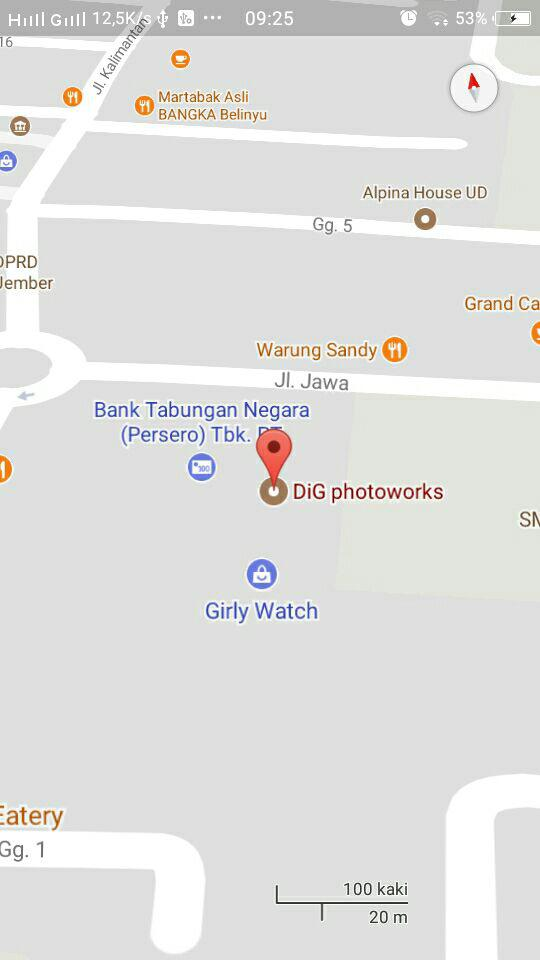 12,5K/s 09:25 53%
16
Jl. Kalimantan
Martabak Asli
BANGKA Belinyu
Alpina House UD
Gg. 5
DPRD
Jember
Grand Ca
Warung Sandy
Jl. Jawa
Bank Tabungan Negara
(Persero) Tbk. PT
100
DiG photoworks
SM
Girly Watch
Eatery
Gg. 1
100 kaki
20 m